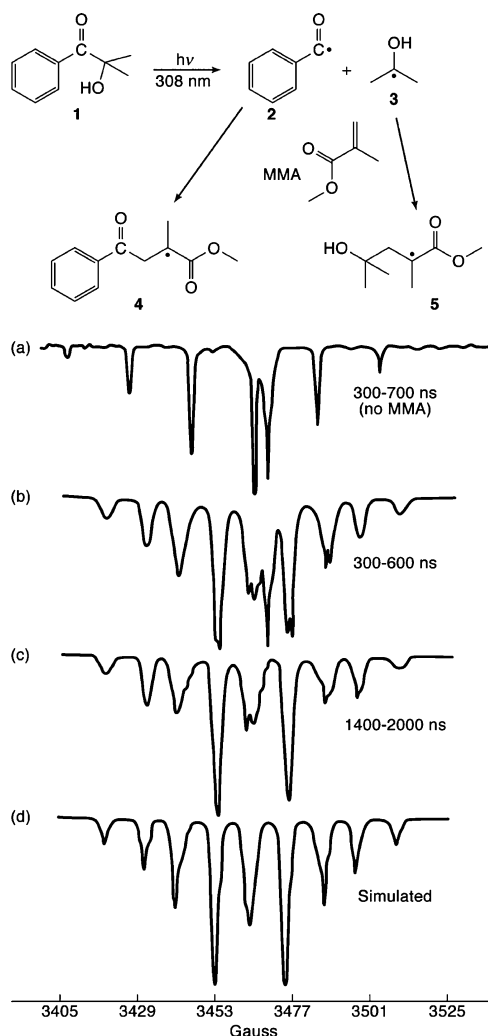 O
C
HO
1
hν
308 nm
O
C•
2
+
OH
C
•
3
MMA
O
C
O
O
C
•
C
O
O
4
HO
C
•
O
C
O
5
(a)
300-700 ns
(no MMA)
(b)
300-600 ns
(c)
1400-2000 ns
(d)
Simulated
3405 3429 3453 3477 3501 3525
Gauss